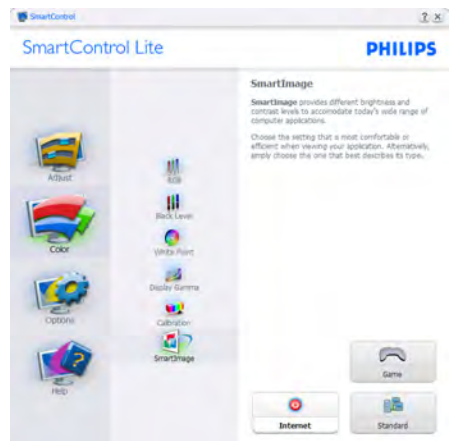 SmartControl
SmartControl Lite
PHILIPS
Adjust
Color
Options
Help
RGB
Black Level
White Point
Display Gamma
Calibration
SmartImage
SmartImage
SmartImage provides different brightness and
contrast levels to accomodate today's wide range of
computer applications.
Choose the setting that is most comfortable or
efficient when viewing your application. Alternatively,
simply choose the one that best describes its type.
Game
Internet
Standard